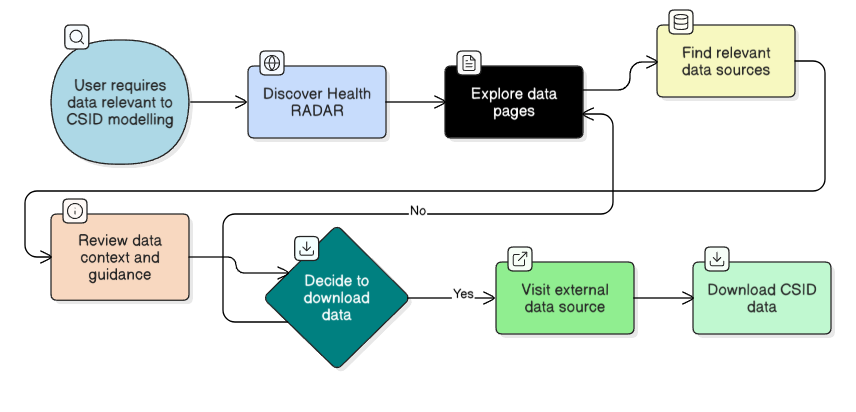 User requires
data relevant to
CSID modelling
Discover Health
RADAR
Explore data
pages
Find relevant
data sources
Review data
context and
guidance
Decide to
download
data
No
Yes
Visit external
data source
Download CSID
data